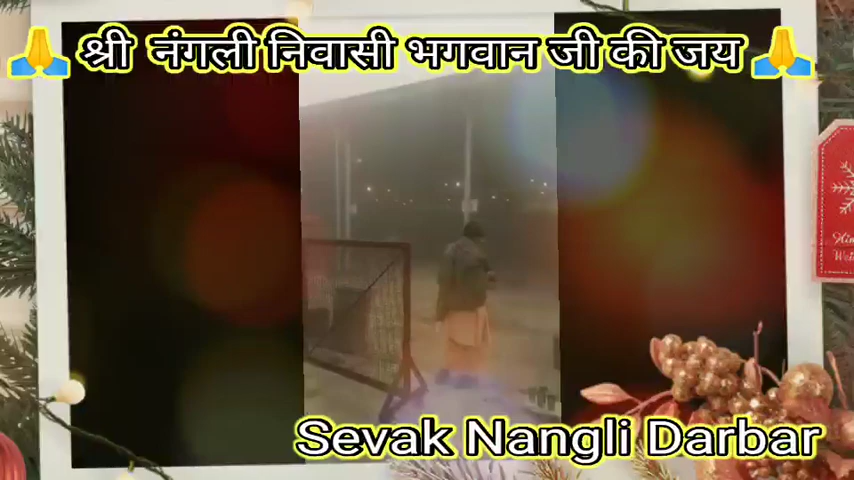 🙏 श्री नंगली निवासी भगवान जी की जय 🙏
Sevak Nangli Darbar